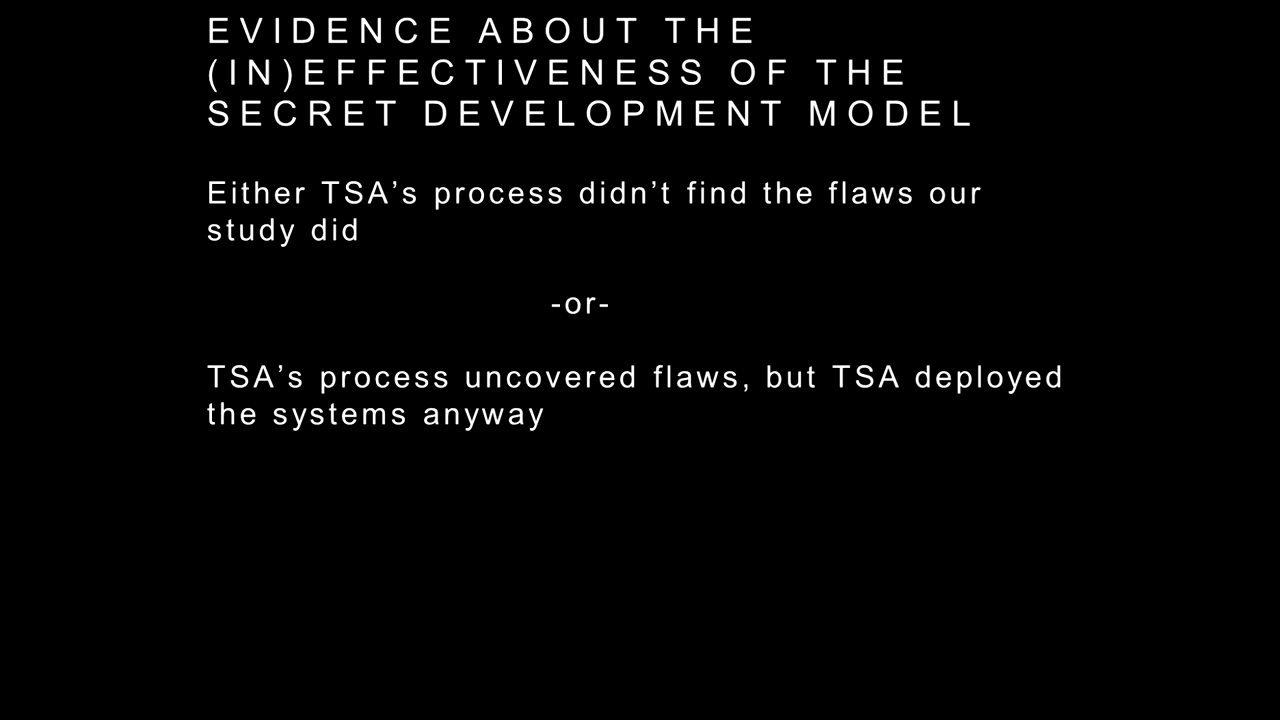 EVIDENCE ABOUT THE
(IN)EFFECTIVENESS OF THE
SECRET DEVELOPMENT MODEL
Either TSA’s process didn’t find the flaws our
study did
-or-
TSA’s process uncovered flaws, but TSA deployed
the systems anyway